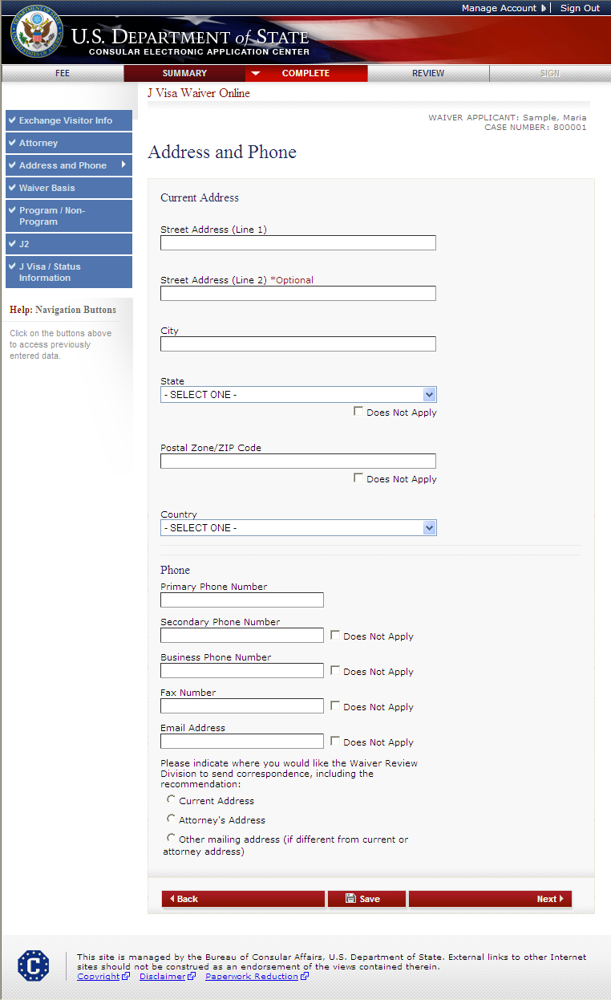 Manage Account | Sign Out
U.S. DEPARTMENT of STATE
CONSULAR ELECTRONIC APPLICATION CENTER
FEE SUMMARY COMPLETE REVIEW SIGN
J Visa Waiver Online
WAIVER APPLICANT: Sample, Maria
CASE NUMBER: 800001
Exchange Visitor Info
Attorney
Address and Phone
Waiver Basis
Program / Non-
Program
J2
J Visa / Status
Information
Help: Navigation Buttons
Click on the buttons above
to access previously
entered data.
Address and Phone
Current Address
Street Address (Line 1)
Street Address (Line 2) *Optional
City
State
- SELECT ONE -
Does Not Apply
Postal Zone/ZIP Code
Does Not Apply
Country
- SELECT ONE -
Phone
Primary Phone Number
Secondary Phone Number
Does Not Apply
Business Phone Number
Does Not Apply
Fax Number
Does Not Apply
Email Address
Does Not Apply
Please indicate where you would like the Waiver Review
Division to send correspondence, including the
recommendation:
Current Address
Attorney's Address
Other mailing address (if different from current or
attorney address)
Back Save Next
C
This site is managed by the Bureau of Consular Affairs, U.S. Department of State. External links to other Internet
sites should not be construed as an endorsement of the views contained therein.
Copyright Disclaimer Paperwork Reduction